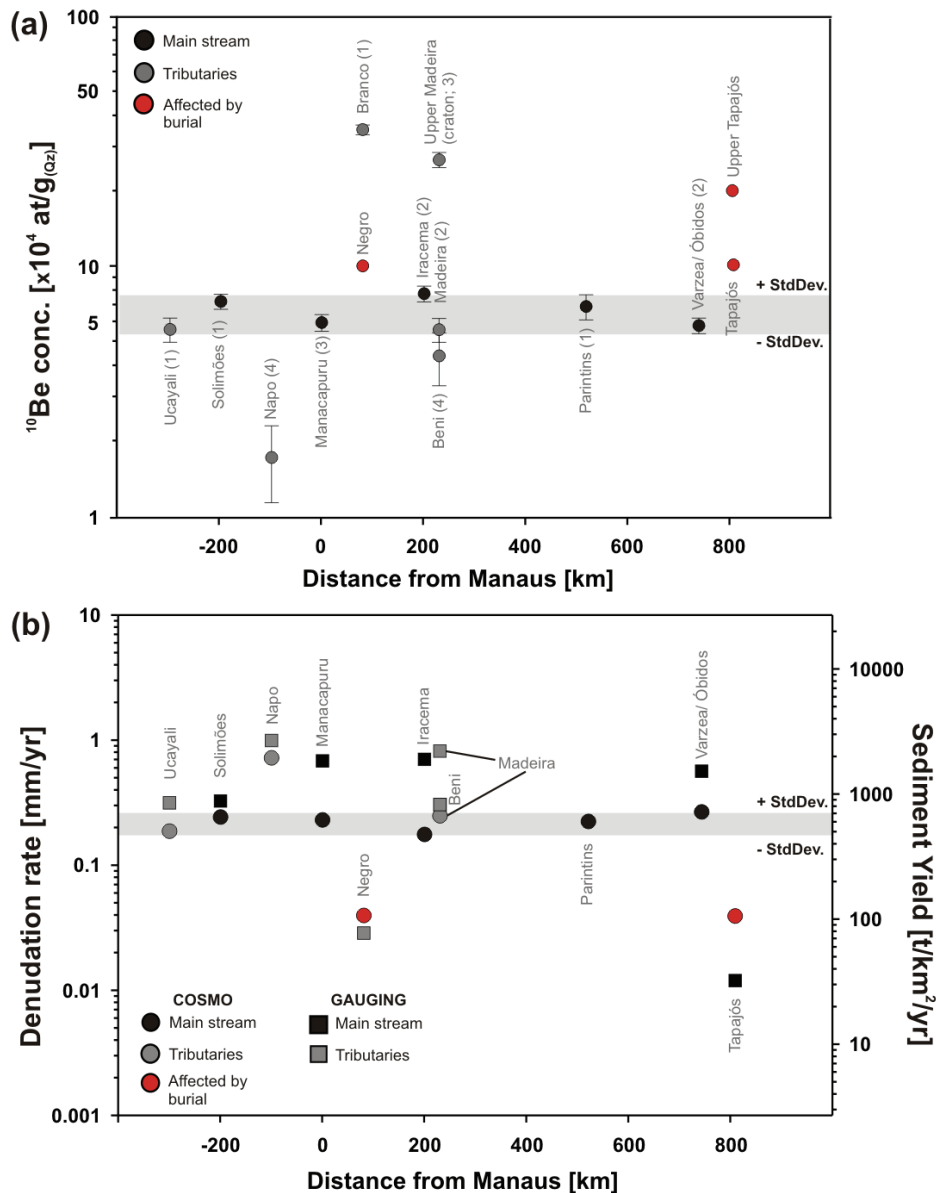 (a)
100
50
10
5
1
¹⁰Be conc. [x10⁴ at/g(Qz)]
Main stream
Tributaries
Affected by
burial
Branco (1)
Upper Madeira
(craton; 3)
Upper Tapajós
Negro
Iracema (2)
Madeira (2)
Varzea/ Óbidos (2)
+ StdDev.
- StdDev.
Ucayali (1)
Solimões (1)
Napo (4)
Manacapuru (3)
Beni (4)
Parintins (1)
Tapajós
-200
0
200
400
600
800
Distance from Manaus [km]
(b)
10
1
0.1
0.01
0.001
Denudation rate [mm/yr]
10000
1000
100
10
Sediment Yield [t/km²/yr]
Ucayali
Solimões
Napo
Manacapuru
Iracema
Madeira
Beni
Varzea/ Óbidos
+ StdDev.
- StdDev.
Negro
Parintins
Tapajós
COSMO
Main stream
Tributaries
Affected by
burial
GAUGING
Main stream
Tributaries
-200
0
200
400
600
800
Distance from Manaus [km]